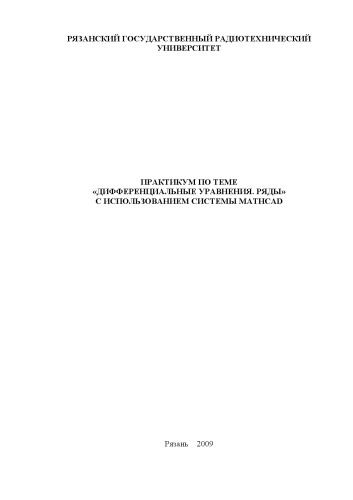 РЯЗАНСКИЙ ГОСУДАРСТВЕННЫЙ РАДИОТЕХНИЧЕСКИЙ
УНИВЕРСИТЕТ
ПРАКТИКУМ ПО ТЕМЕ
«ДИФФЕРЕНЦИАЛЬНЫЕ УРАВНЕНИЯ. РЯДЫ»
С ИСПОЛЬЗОВАНИЕМ СИСТЕМЫ MATHCAD
Рязань 2009